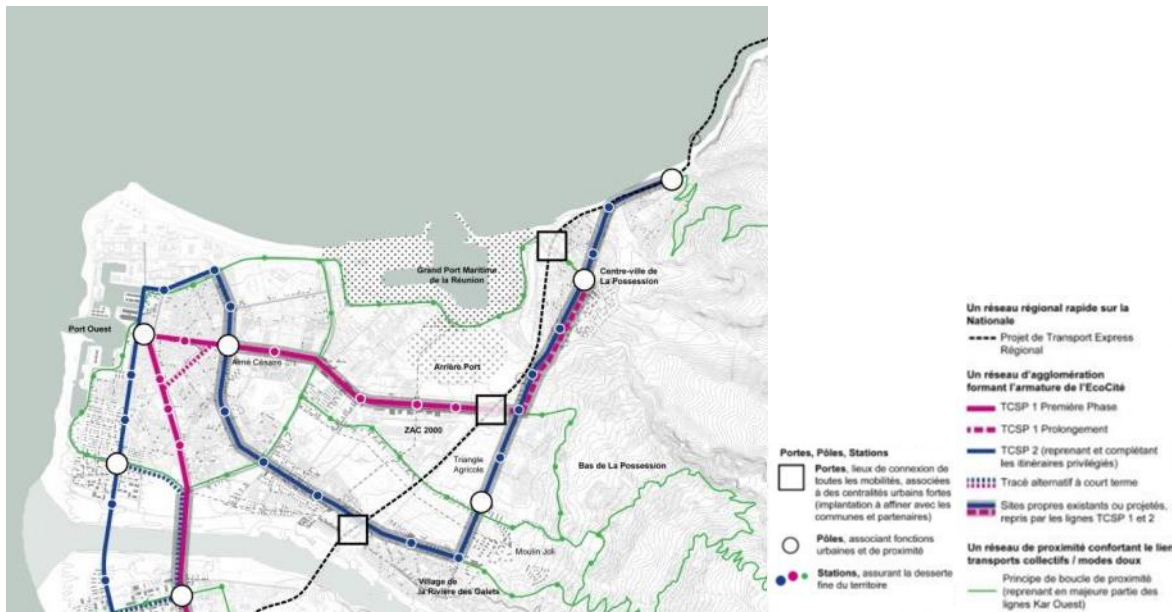 Grand Port Maritime
de la Réunion
Centre-ville de
La Possession
Port Ouest
Aimé Césaire
Arrière Port
ZAC 2000
Triangle
Agricole
Bas de La Possession
Moulin Joli
Village de
la Rivière des Galets
Portes, Pôles, Stations
Portes, lieux de connexion de
toutes les mobilités, associées
à des centralités urbains fortes
(implantation à affiner avec les
communes et partenaires)
Pôles, associant fonctions
urbaines et de proximité
Stations, assurant la desserte
fine du territoire
Un réseau régional rapide sur la
Nationale
Projet de Transport Express
Régional
Un réseau d'agglomération
formant l'armature de l'EcoCité
TCSP 1 Première Phase
TCSP 1 Prolongement
TCSP 2 (reprenant et complétant
les itinéraires privilégiés)
Tracé alternatif à court terme
Sites propres existants ou projetés,
repris par les lignes TCSP 1 et 2
Un réseau de proximité confortant le lien
transports collectifs / modes doux
Principe de boucle de proximité
(reprenant en majeure partie des
lignes Kar Ouest)